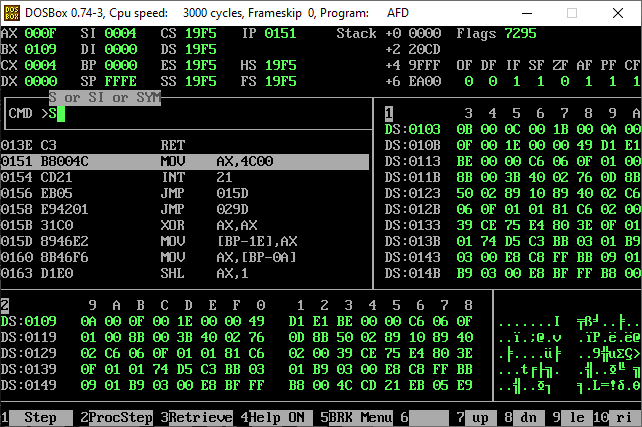 DOSBox 0.74-3, Cpu speed: 3000 cycles, Frameskip 0, Program: AFD
AX 000F SI 0004 CS 19F5 IP 0151 Stack +0 0000 Flags 7295
BX 0109 DI 0000 DS 19F5 +2 20CD
CX 0004 BP 0000 ES 19F5 HS 19F5 +4 9FFF OF DF IF SF ZF AF PF CF
DX 0000 SP FFFE SS 19F5 FS 19F5 +6 EA00 0 0 1 1 0 1 1 1
S or SI or SYM
CMD >S
1 3 4 5 6 7 8 9 A
DS:0103 0B 00 0C 00 1B 00 0A 00
013E C3 RET
DS:010B 0F 00 1E 00 00 49 D1 E1
0151 B8004C MOV AX,4C00
DS:0113 BE 00 00 C6 06 0F 01 00
0154 CD21 INT 21
DS:011B 8B 00 3B 40 02 76 0D 8B
0156 EB05 JMP 015D
DS:0123 50 02 89 10 89 40 02 C6
0158 E94201 JMP 029D
DS:012B 06 0F 01 01 81 C6 02 00
015B 31C0 XOR AX,AX
DS:0133 39 CE 75 E4 80 3E 0F 01
015D 8946E2 MOV [BP-1E],AX
DS:013B 01 74 D5 C3 BB 03 01 B9
0160 8B46F6 MOV AX,[BP-0A]
DS:0143 03 00 E8 C8 FF BB 09 01
0163 D1E0 SHL AX,1
DS:014B B9 03 00 E8 BF FF B8 00
2 9 A B C D E F 0 1 2 3 4 5 6 7 8
DS:0109 0A 00 0F 00 1E 00 00 49 D1 E1 BE 00 00 C6 06 0F .......I ╤ß╛..╞..
DS:0119 01 00 8B 00 3B 40 02 76 0D 8B 50 02 89 10 89 40 ..ï.;@.v .ïP.ë.ë@
DS:0129 02 C6 06 0F 01 01 81 C6 02 00 39 CE 75 E4 80 3E .╞....ü╞ ..9╬uΣÇ>
DS:0139 0F 01 01 74 D5 C3 BB 03 01 B9 03 00 E8 C8 FF BB ...t╒├╗. .╣..Φ╚ ╗
DS:0149 09 01 B9 03 00 E8 BF FF B8 00 4C CD 21 EB 05 E9 ..╣..Φ┐ ╕.L═!δ.Θ
1 Step 2ProcStep 3Retrieve 4Help ON 5BRK Menu 6 7 up 8 dn 9 le 10 ri